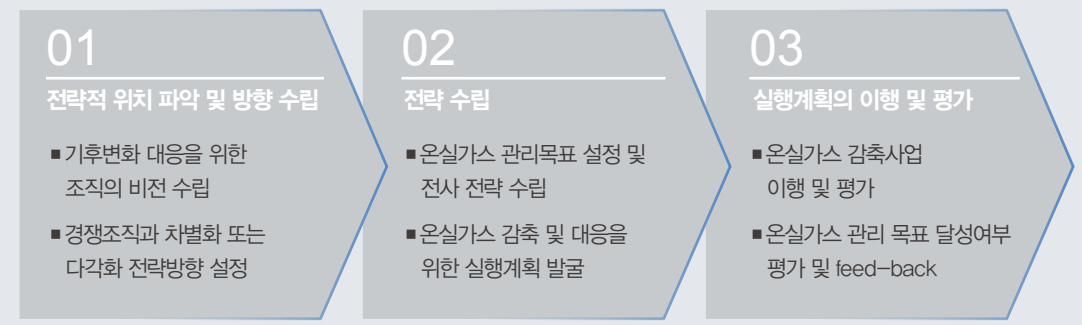 01
전략적 위치 파악 및 방향 수립
■ 기후변화 대응을 위한
조직의 비전 수립
■ 경쟁조직과 차별화 또는
다각화 전략방향 설정
02
전략 수립
■ 온실가스 관리목표 설정 및
전사 전략 수립
■ 온실가스 감축 및 대응을
위한 실행계획 발굴
03
실행계획의 이행 및 평가
■ 온실가스 감축사업
이행 및 평가
■ 온실가스 관리 목표 달성여부
평가 및 feed-back